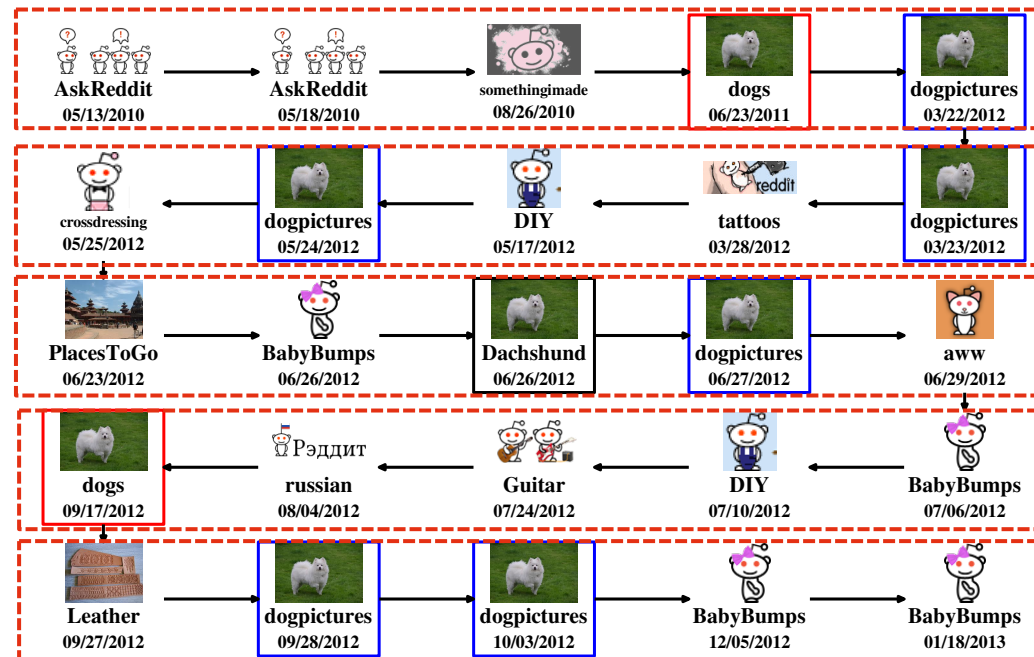 ? !
AskReddit
05/13/2010
? !
AskReddit
05/18/2010
somethingimade
08/26/2010
dogs
06/23/2011
dogpictures
03/22/2012
crossdressing
05/25/2012
dogpictures
05/24/2012
DIY
05/17/2012
reddit
tattoos
03/28/2012
dogpictures
03/23/2012
PlacesToGo
06/23/2012
BabyBumps
06/26/2012
Dachshund
06/26/2012
dogpictures
06/27/2012
aww
06/29/2012
dogs
09/17/2012
Рэддит
russian
08/04/2012
Guitar
07/24/2012
DIY
07/10/2012
BabyBumps
07/06/2012
Leather
09/27/2012
dogpictures
09/28/2012
dogpictures
10/03/2012
BabyBumps
12/05/2012
BabyBumps
01/18/2013